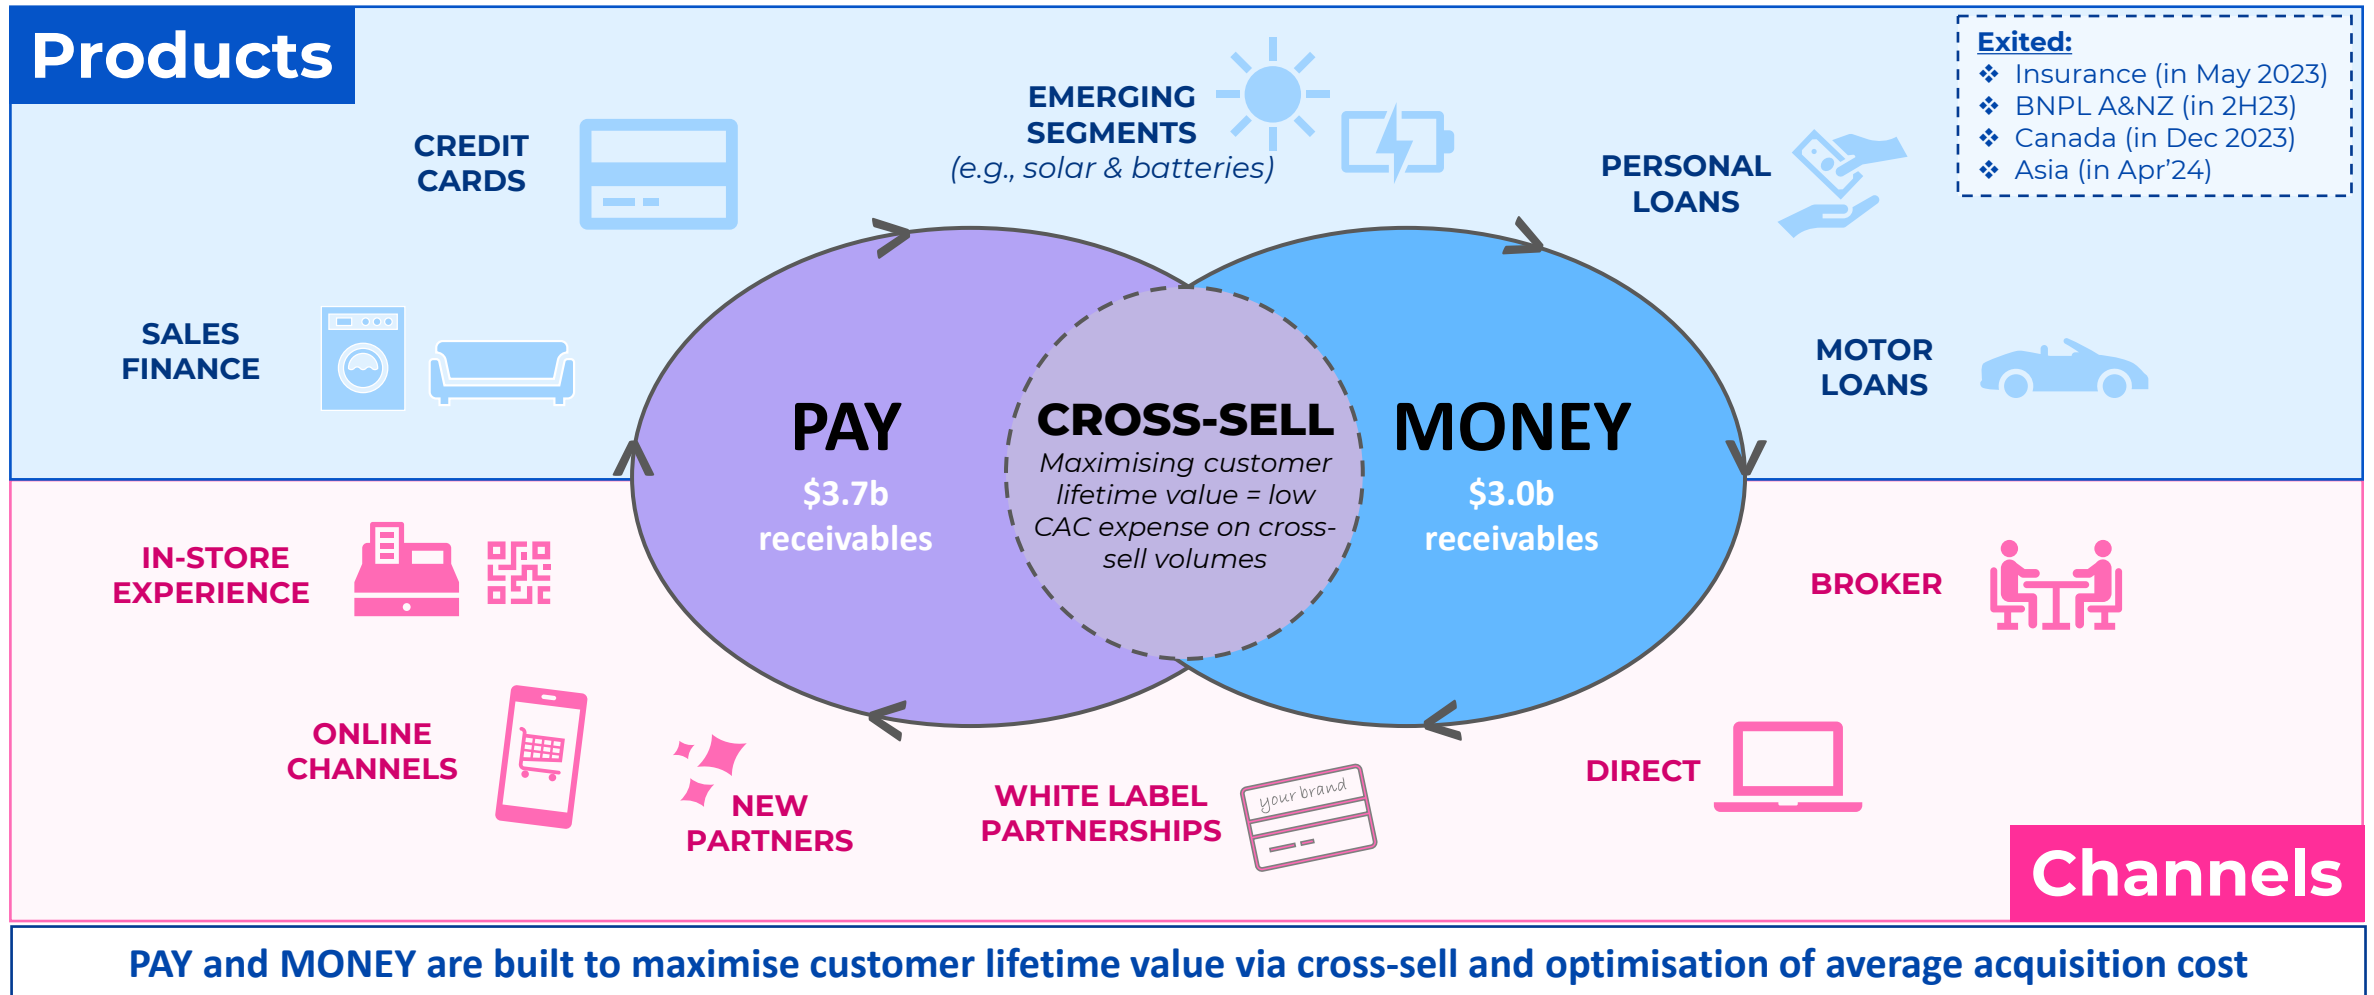 Products
Exited:
❖ Insurance (in May 2023)
❖ BNPL A&NZ (in 2H23)
❖ Canada (in Dec 2023)
❖ Asia (in Apr'24)
EMERGING
SEGMENTS
(e.g., solar & batteries)
CREDIT
CARDS
PERSONAL
LOANS
SALES
FINANCE
MOTOR
LOANS
PAY
$3.7b
receivables
CROSS-SELL
Maximising customer
lifetime value = low
CAC expense on cross-
sell volumes
MONEY
$3.0b
receivables
IN-STORE
EXPERIENCE
BROKER
ONLINE
CHANNELS
NEW
PARTNERS
WHITE LABEL
PARTNERSHIPS
your brand
DIRECT
Channels
PAY and MONEY are built to maximise customer lifetime value via cross-sell and optimisation of average acquisition cost